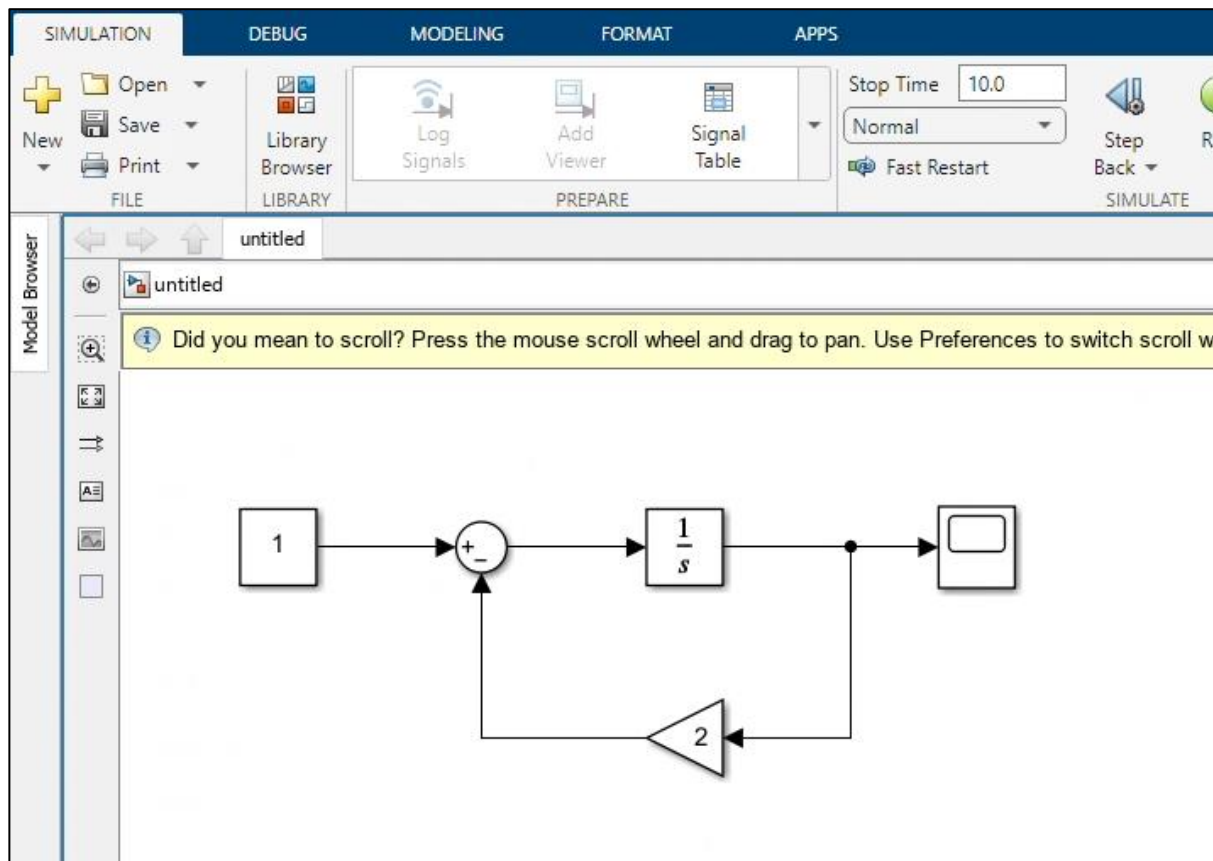 SIMULATION DEBUG MODELING FORMAT APPS
New
Open
Save
Print
FILE
Library
Browser
LIBRARY
Log
Signals
Add
Viewer
Signal
Table
PREPARE
Stop Time 10.0
Normal
Fast Restart
Step
Back
R
SIMULATE
Model Browser
untitled
untitled
Did you mean to scroll? Press the mouse scroll wheel and drag to pan. Use Preferences to switch scroll w
1
+
−
1
s
2